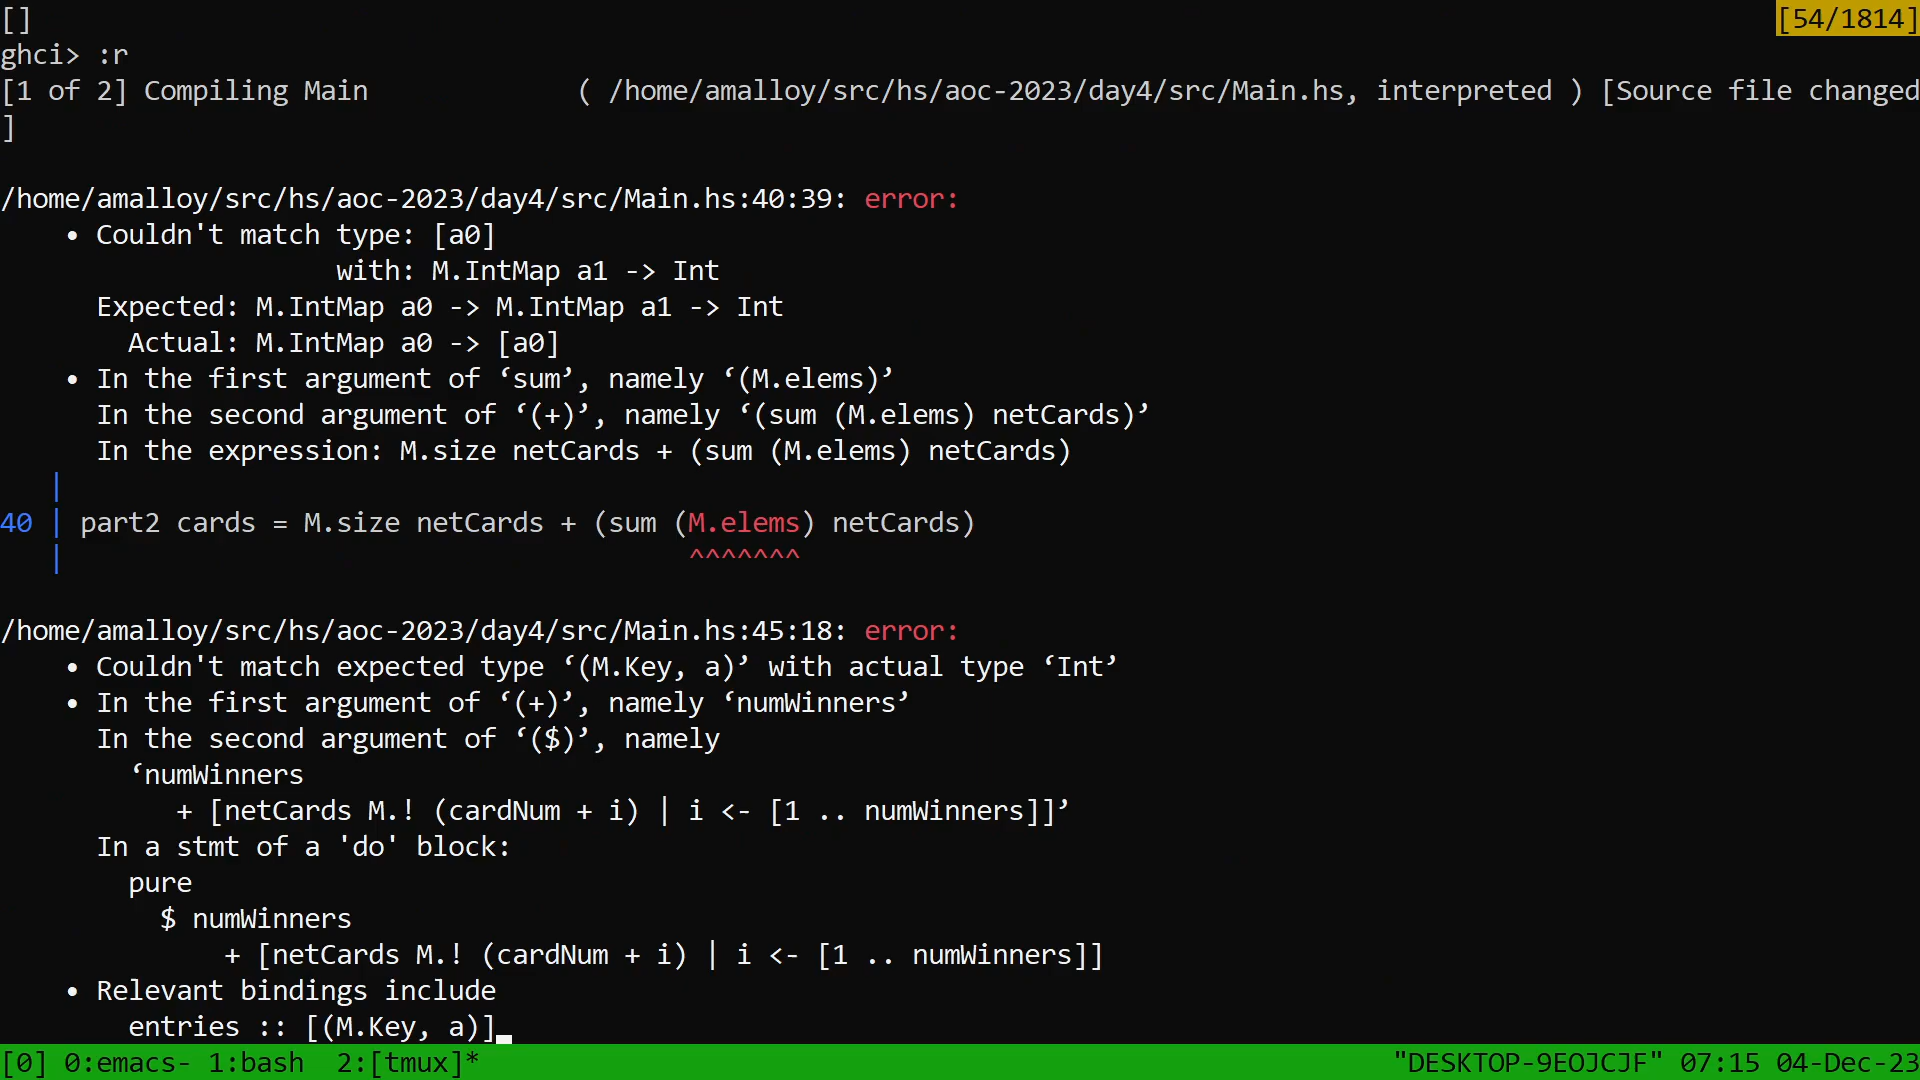 []
[54/1814]
ghci> :r
[1 of 2] Compiling Main             ( /home/amalloy/src/hs/aoc-2023/day4/src/Main.hs, interpreted ) [Source file changed
]
/home/amalloy/src/hs/aoc-2023/day4/src/Main.hs:40:39: error:
    • Couldn't match type: [a0]
                     with: M.IntMap a1 -> Int
      Expected: M.IntMap a0 -> M.IntMap a1 -> Int
        Actual: M.IntMap a0 -> [a0]
    • In the first argument of ‘sum’, namely ‘(M.elems)’
      In the second argument of ‘(+)’, namely ‘(sum (M.elems) netCards)’
      In the expression: M.size netCards + (sum (M.elems) netCards)
   |
40 | part2 cards = M.size netCards + (sum (M.elems) netCards)
   |                                       ^^^^^^^
/home/amalloy/src/hs/aoc-2023/day4/src/Main.hs:45:18: error:
    • Couldn't match expected type ‘(M.Key, a)’ with actual type ‘Int’
    • In the first argument of ‘(+)’, namely ‘numWinners’
      In the second argument of ‘($)’, namely
        ‘numWinners
           + [netCards M.! (cardNum + i) | i <- [1 .. numWinners]]’
      In a stmt of a 'do' block:
        pure
          $ numWinners
              + [netCards M.! (cardNum + i) | i <- [1 .. numWinners]]
    • Relevant bindings include
        entries :: [(M.Key, a)]
[0] 0:emacs- 1:bash  2:[tmux]*
"DESKTOP-9EOJCJF" 07:15 04-Dec-23